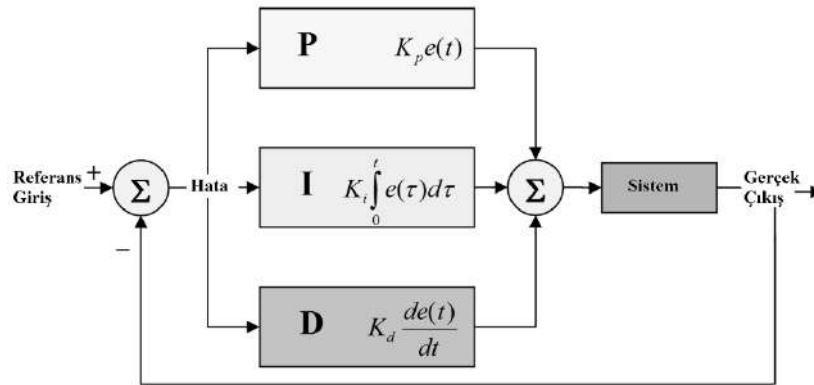 P K_p e(t)
Referans
Giriş
+
Σ
Hata
I K_i ∫_0^t e(τ)dτ
Σ
Sistem
Gerçek
Çıkış
−
D K_d de(t)/dt